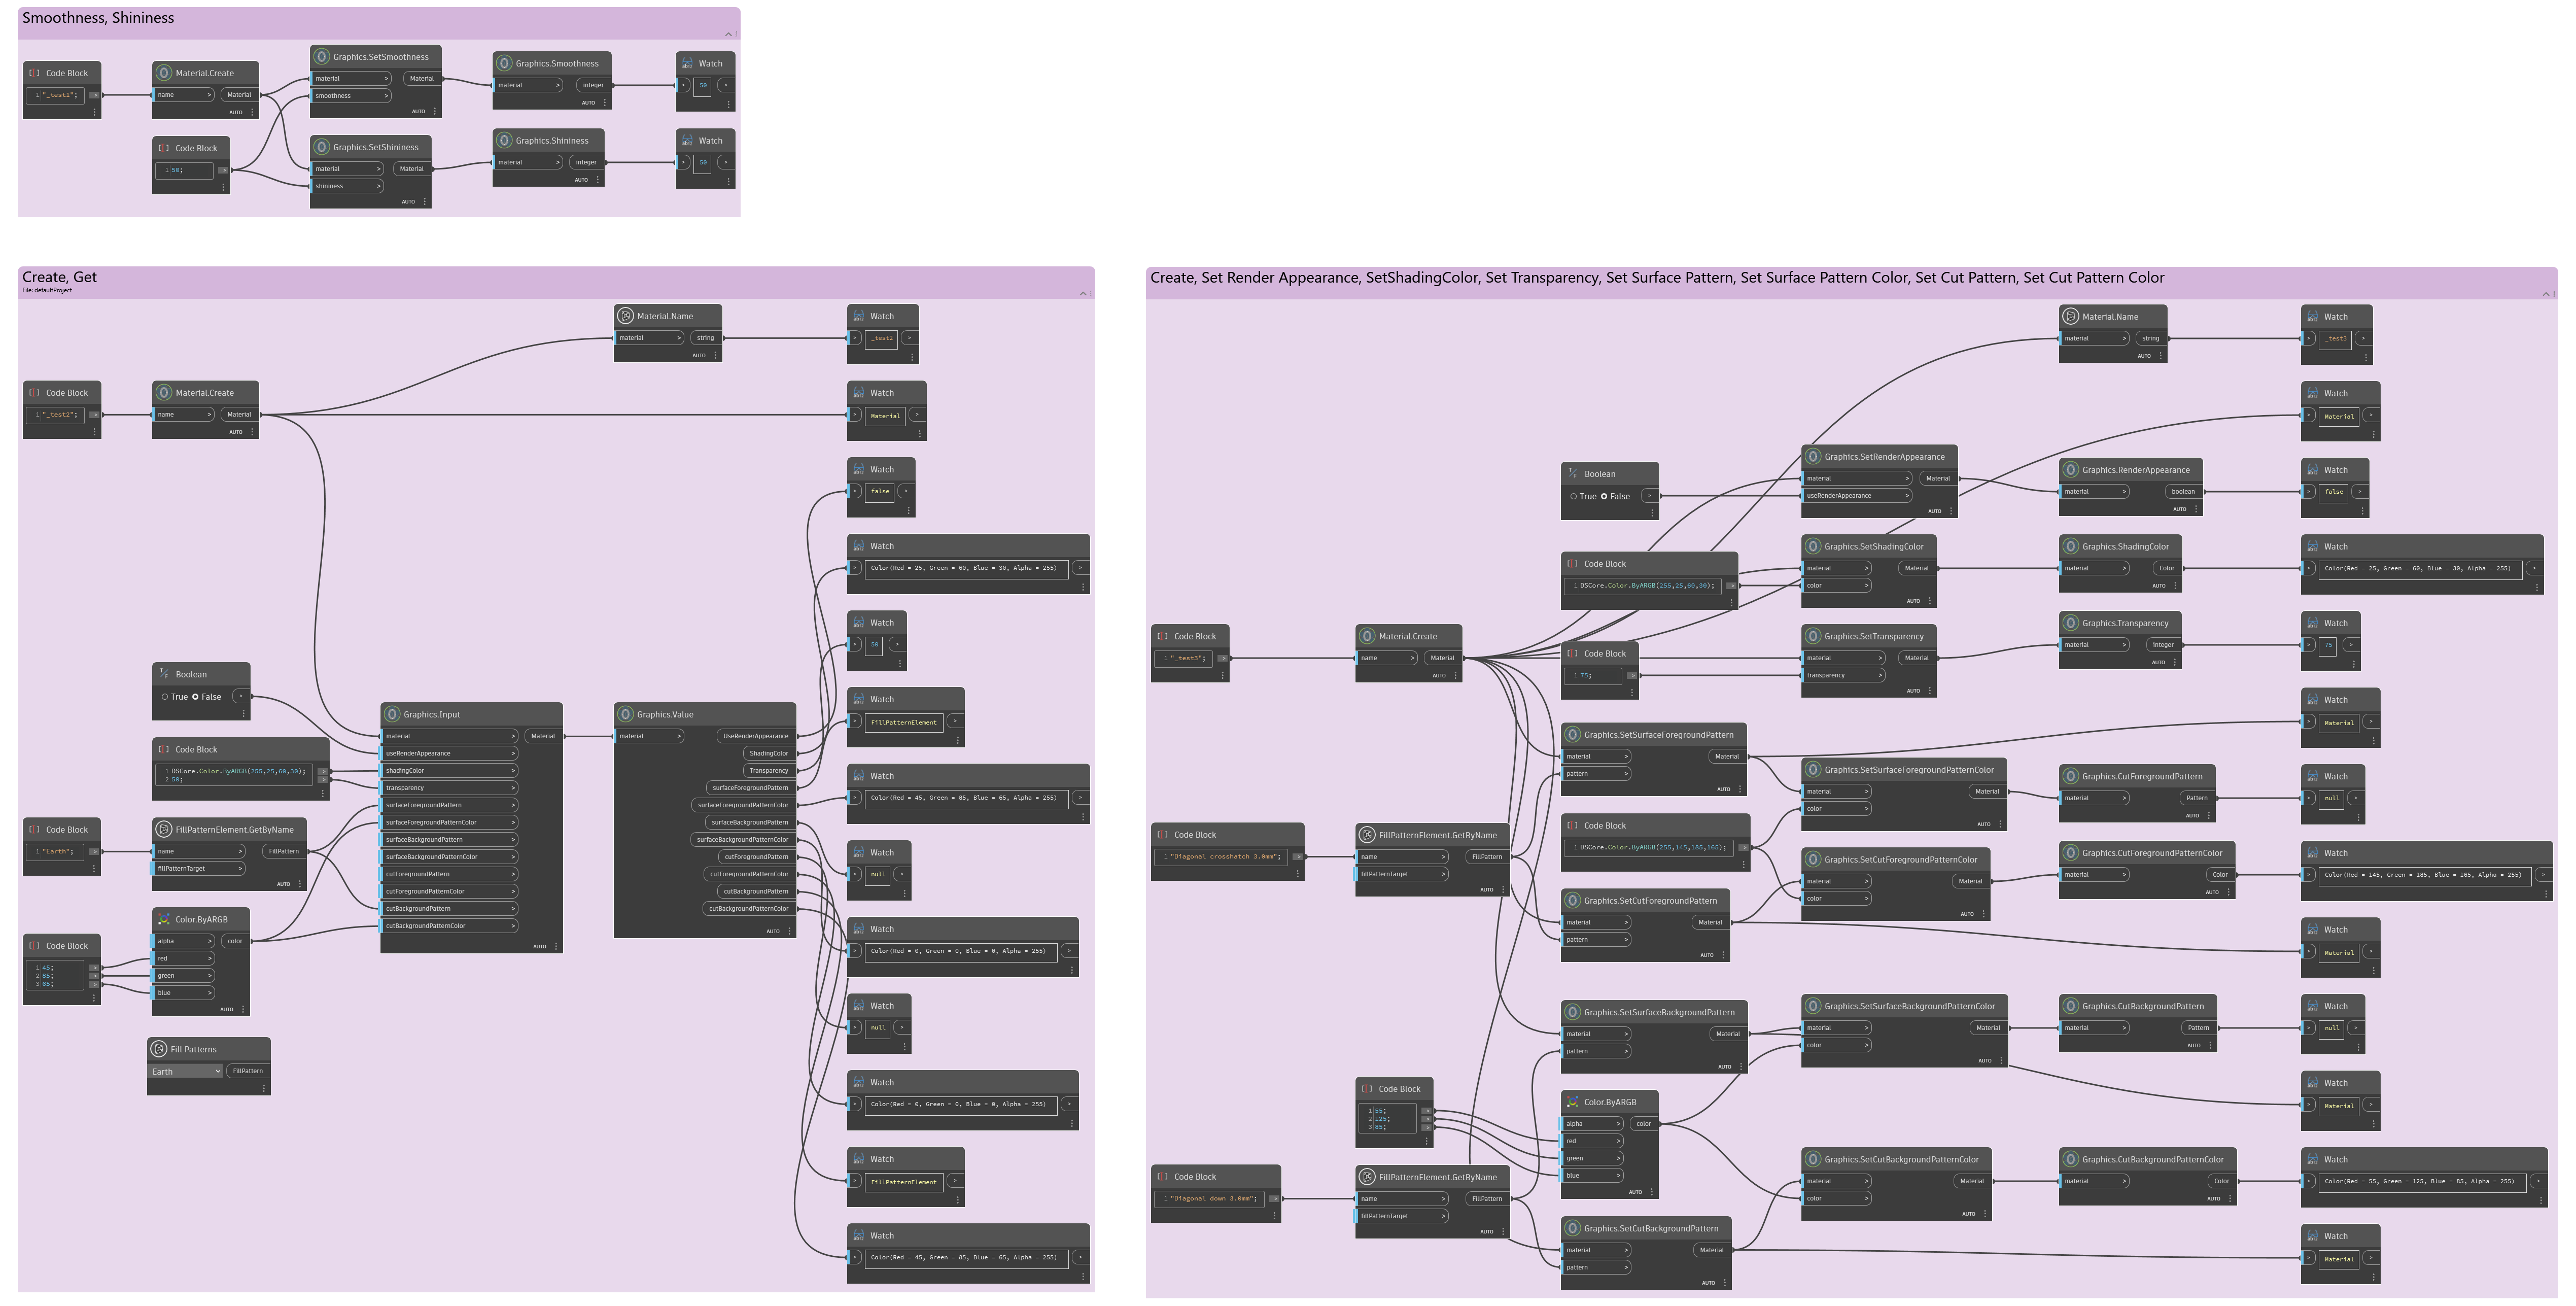 Smoothness, Shininess
Code Block
1 "_test1";
Material.Create
name > Material
AUTO
Code Block
1 50;
Graphics.SetSmoothness
material > Material
smoothness >
AUTO
Graphics.SetShininess
material > Material
shininess >
AUTO
Graphics.Smoothness
material > Integer
AUTO
Graphics.Shininess
material > Integer
AUTO
Watch
> 50 >
Watch
> 50 >
Create, Get
File: defaultProject
Material.Name
material > string
AUTO
Watch
> _test2 >
Code Block
1 "_test2";
Material.Create
name > Material
AUTO
Watch
> Material >
Watch
> false >
Watch
> Color(Red = 25, Green = 60, Blue = 30, Alpha = 255) >
Watch
> 50 >
Boolean
True False >
Code Block
1 DSCore.Color.ByARGB(255,25,60,30);
2 50;
Code Block
1 "Earth";
FillPatternElement.GetByName
name > FillPattern
fillPatternTarget >
AUTO
Code Block
1 45;
2 85;
3 65;
Color.ByARGB
alpha > color
red >
green >
blue >
AUTO
Fill Patterns
Earth FillPattern
Graphics.Input
material > Material
useRenderAppearance >
shadingColor >
transparency >
surfaceForegroundPattern >
surfaceForegroundPatternColor >
surfaceBackgroundPattern >
surfaceBackgroundPatternColor >
cutForegroundPattern >
cutForegroundPatternColor >
cutBackgroundPattern >
cutBackgroundPatternColor >
AUTO
Graphics.Value
material > UseRenderAppearance
ShadingColor
Transparency
surfaceForegroundPattern
surfaceForegroundPatternColor
surfaceBackgroundPattern
surfaceBackgroundPatternColor
cutForegroundPattern
cutForegroundPatternColor
cutBackgroundPattern
cutBackgroundPatternColor
AUTO
Watch
> FillPatternElement >
Watch
> Color(Red = 45, Green = 85, Blue = 65, Alpha = 255) >
Watch
> null >
Watch
> Color(Red = 0, Green = 0, Blue = 0, Alpha = 255) >
Watch
> null >
Watch
> Color(Red = 0, Green = 0, Blue = 0, Alpha = 255) >
Watch
> FillPatternElement >
Watch
> Color(Red = 45, Green = 85, Blue = 65, Alpha = 255) >
Create, Set Render Appearance, SetShadingColor, Set Transparency, Set Surface Pattern, Set Surface Pattern Color, Set Cut Pattern, Set Cut Pattern Color
Material.Name
material > string
AUTO
Watch
> _test3 >
Watch
> Material >
Boolean
True False >
Graphics.SetRenderAppearance
material > Material
useRenderAppearance >
AUTO
Graphics.RenderAppearance
material > boolean
AUTO
Watch
> false >
Code Block
1 DSCore.Color.ByARGB(255,25,60,30);
Graphics.SetShadingColor
material > Material
color >
AUTO
Graphics.ShadingColor
material > Color
AUTO
Watch
> Color(Red = 25, Green = 60, Blue = 30, Alpha = 255) >
Code Block
1 "_test3";
Material.Create
name > Material
AUTO
Code Block
1 75;
Graphics.SetTransparency
material > Material
transparency >
AUTO
Graphics.Transparency
material > Integer
AUTO
Watch
> 75 >
Graphics.SetSurfaceForegroundPattern
material > Material
pattern >
AUTO
Watch
> Material >
Graphics.SetSurfaceForegroundPatternColor
material > Material
color >
AUTO
Graphics.CutForegroundPattern
material > Pattern
AUTO
Watch
> null >
Code Block
1 "Diagonal crosshatch 3.0mm";
FillPatternElement.GetByName
name > FillPattern
fillPatternTarget >
AUTO
Code Block
1 DSCore.Color.ByARGB(255,145,185,165);
Graphics.SetCutForegroundPatternColor
material > Material
color >
AUTO
Graphics.CutForegroundPatternColor
material > Color
AUTO
Watch
> Color(Red = 145, Green = 185, Blue = 165, Alpha = 255) >
Graphics.SetCutForegroundPattern
material > Material
pattern >
AUTO
Watch
> Material >
Graphics.SetSurfaceBackgroundPattern
material > Material
pattern >
AUTO
Graphics.SetSurfaceBackgroundPatternColor
material > Material
color >
AUTO
Graphics.CutBackgroundPattern
material > Pattern
AUTO
Watch
> null >
Code Block
1 55;
2 125;
3 85;
Color.ByARGB
alpha > color
red >
green >
blue >
AUTO
Watch
> Material >
Code Block
1 "Diagonal down 3.0mm";
FillPatternElement.GetByName
name > FillPattern
fillPatternTarget >
AUTO
Graphics.SetCutBackgroundPatternColor
material > Material
color >
AUTO
Graphics.CutBackgroundPatternColor
material > Color
AUTO
Watch
> Color(Red = 55, Green = 125, Blue = 85, Alpha = 255) >
Graphics.SetCutBackgroundPattern
material > Material
pattern >
AUTO
Watch
> Material >